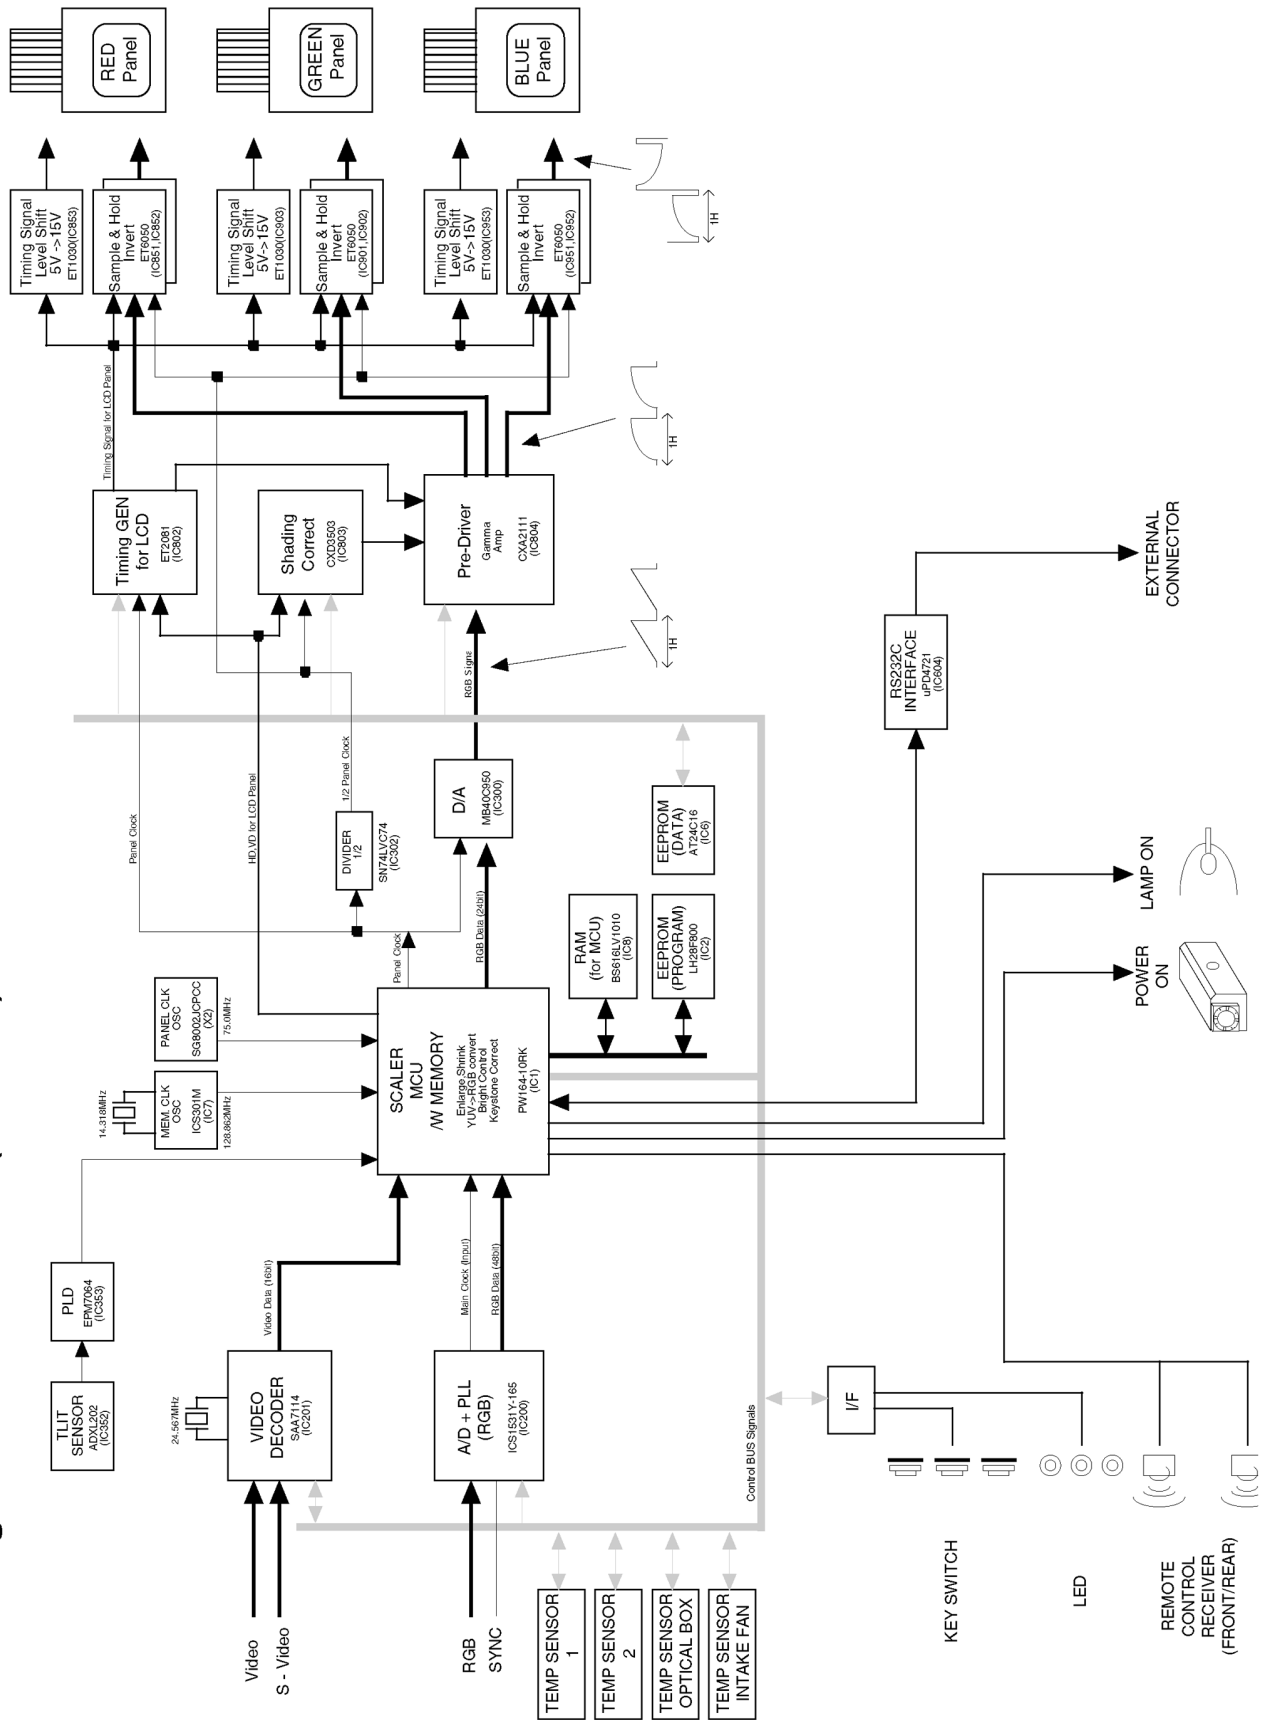 Video
S - Video
RGB
SYNC
TLIT
SENSOR
ADXL202
(IC352)
PLD
EPM7064
(IC353)
24.567MHz
VIDEO
DECODER
SAA7114
(IC201)
Video Data (16bit)
A/D + PLL
(RGB)
ICS1531Y-165
(IC200)
Main Clock (Input)
RGB Data (48bit)
TEMP SENSOR
1
TEMP SENSOR
2
TEMP SENSOR
OPTICAL BOX
TEMP SENSOR
INTAKE FAN
Control BUS Signals
14.318MHz
MEM. CLK
OSC
ICS301M
(IC7)
128.862MHz
PANEL CLK
OSC
SG8002JCPCC
(X2)
75.0MHz
SCALER
MCU
/W MEMORY
Enlarge,Shrink
YUV->RGB convert
Bright Control
Keystone Correct
PW164-10RK
(IC1)
Panel Clock
RGB Data (24bit)
RAM
(for MCU)
BS616LV1010
(IC8)
EEPROM
(PROGRAM)
LH28F800
(IC2)
EEPROM
(DATA)
AT24C16
(IC6)
Panel Clock
HD,VD for LCD Panel
DIVIDER
1/2
SN74LVC74
(IC302)
1/2 Panel Clock
D/A
MB40C950
(IC300)
RGB Signa
1H
Timing GEN
for LCD
ET2081
(IC802)
Shading
Correct
CXD3503
(IC803)
Pre-Driver
Gamma
Amp
CXA2111
(IC804)
Timing Signal for LCD Panel
1H
Timing Signal
Level Shift
5V->15V
ET1030(IC853)
Sample & Hold
Invert
ET6050
(IC851,IC852)
Timing Signal
Level Shift
5V->15V
ET1030(IC903)
Sample & Hold
Invert
ET6050
(IC901,IC902)
Timing Signal
Level Shift
5V->15V
ET1030(IC953)
Sample & Hold
Invert
ET6050
(IC951,IC952)
1H
RED
Panel
GREEN
Panel
BLUE
Panel
I/F
KEY SWITCH
LED
REMOTE
CONTROL
RECEIVER
(FRONT/REAR)
POWER
ON
LAMP ON
RS232C
INTERFACE
uPD4721
(IC604)
EXTERNAL
CONNECTOR